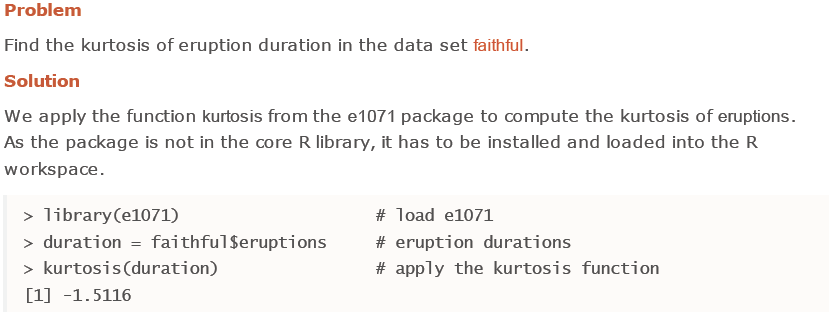 Problem
Find the kurtosis of eruption duration in the data set faithful.
Solution
We apply the function kurtosis from the e1071 package to compute the kurtosis of eruptions.
As the package is not in the core R library, it has to be installed and loaded into the R
workspace.
> library(e1071)                    # load e1071
> duration = faithful$eruptions     # eruption durations
> kurtosis(duration)                # apply the kurtosis function
[1] -1.5116